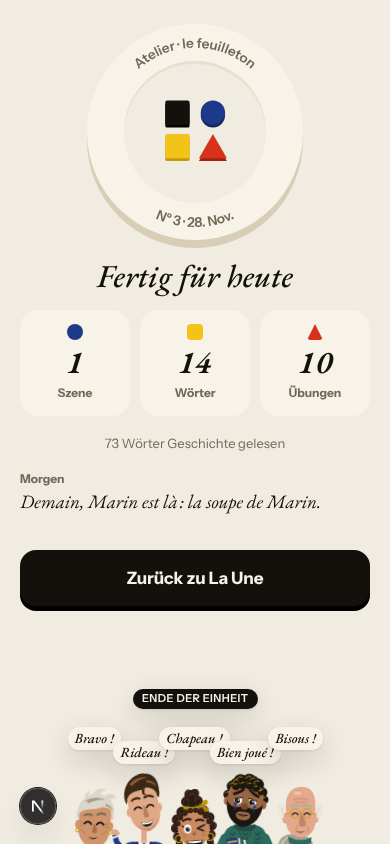 Atelier · le feuilleton
N° 3 · 28. Nov.
Fertig für heute
1
Szene
14
Wörter
10
Übungen
73 Wörter Geschichte gelesen
Morgen
Demain, Marin est là : la soupe de Marin.
Zurück zu La Une
ENDE DER EINHEIT
Bravo !
Rideau !
Chapeau !
Bien joué !
Bisous !
N